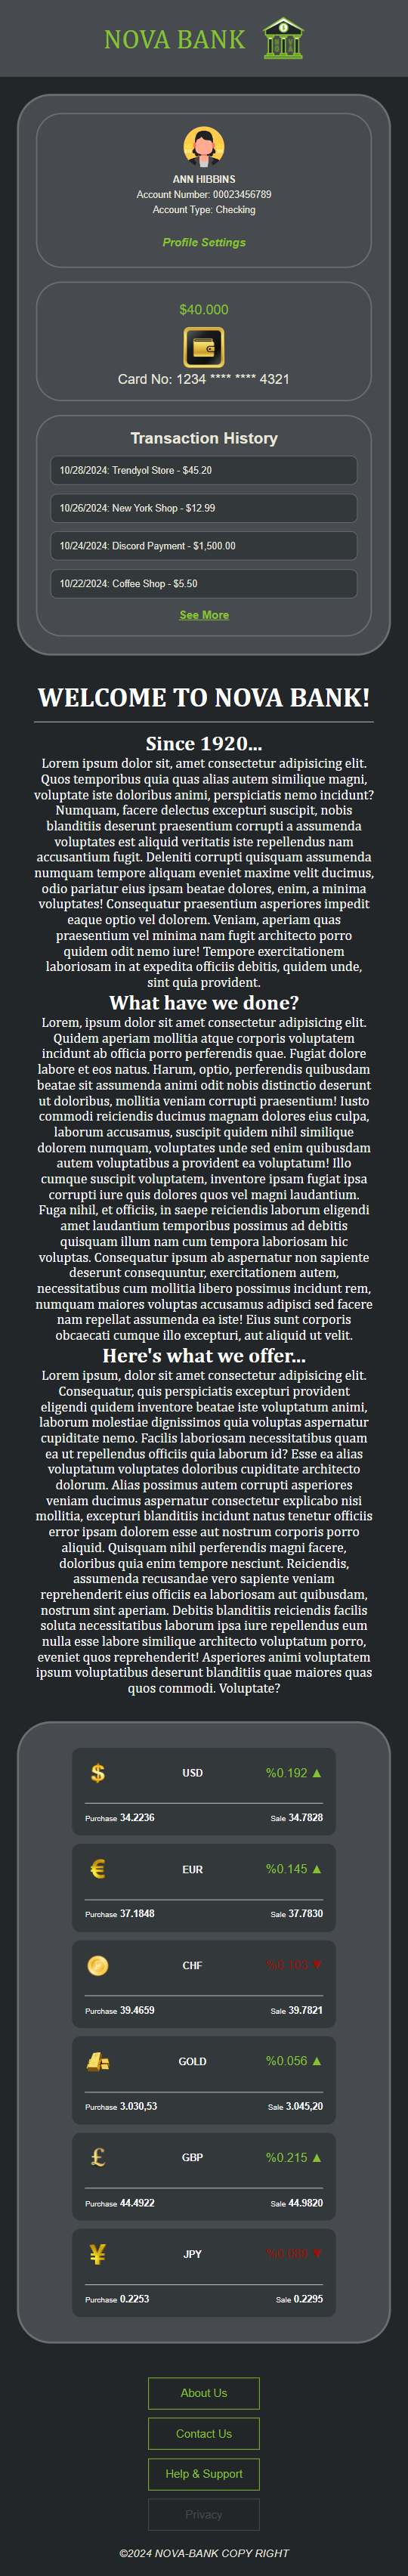 NOVA BANK
ANN HIBBINS
Account Number: 00023456789
Account Type: Checking
Profile Settings
$40.000
Card No: 1234 **** **** 4321
Transaction History
10/28/2024: Trendyol Store - $45.20
10/26/2024: New York Shop - $12.99
10/24/2024: Discord Payment - $1,500.00
10/22/2024: Coffee Shop - $5.50
See More
WELCOME TO NOVA BANK!
Since 1920...
Lorem ipsum dolor sit, amet consectetur adipisicing elit.
Quos temporibus quia quas alias autem similique magni,
voluptate iste doloribus animi, perspiciatis nemo incidunt?
Numquam, facere delectus excepturi suscipit, nobis
blanditiis deserunt praesentium corrupti a assumenda
voluptates est aliquid veritatis iste repellendus nam
accusantium fugit. Deleniti corrupti quisquam assumenda
numquam tempore aliquam eveniet maxime velit ducimus,
odio pariatur eius ipsam beatae dolores, enim, a minima
voluptates! Consequatur praesentium asperiores impedit
eaque optio vel dolorem. Veniam, aperiam quas
praesentium vel minima nam fugit architecto porro
quidem odit nemo iure! Tempore exercitationem
laboriosam in at expedita officiis debitis, quidem unde,
sint quia provident.
What have we done?
Lorem, ipsum dolor sit amet consectetur adipisicing elit.
Quidem aperiam mollitia atque corporis voluptatem
incidunt ab officia porro perferendis quae. Fugiat dolore
labore et eos natus. Harum, optio, perferendis quibusdam
beatae sit assumenda animi odit nobis distinctio deserunt
ut doloribus, mollitia veniam corrupti praesentium! Iusto
commodi reiciendis ducimus magnam dolores eius culpa,
laborum accusamus, suscipit quidem nihil similique
dolorem numquam, voluptates unde sed enim quibusdam
autem voluptatibus a provident ea voluptatum! Illo
cumque suscipit voluptatem, inventore ipsam fugiat ipsa
corrupti iure quis dolores quos vel magni laudantium.
Fuga nihil, et officiis, in saepe reiciendis laborum eligendi
amet laudantium temporibus possimus ad debitis
quisquam illum nam cum tempora laboriosam hic
voluptas. Consequatur ipsum ab aspernatur non sapiente
deserunt consequuntur, exercitationem autem,
necessitatibus cum mollitia libero possimus incidunt rem,
numquam maiores voluptas accusamus adipisci sed facere
nam repellat assumenda ea iste! Eius sunt corporis
obcaecati cumque illo excepturi, aut aliquid ut velit.
Here's what we offer...
Lorem ipsum, dolor sit amet consectetur adipisicing elit.
Consequatur, quis perspiciatis excepturi provident
eligendi quidem inventore beatae iste voluptatum animi,
laborum molestiae dignissimos quia voluptas aspernatur
cupiditate nemo. Facilis laboriosam necessitatibus quam
ea ut repellendus officiis quia laborum id? Esse ea alias
voluptatum voluptates doloribus cupiditate architecto
dolorum. Alias possimus autem corrupti asperiores
veniam ducimus aspernatur consectetur explicabo nisi
mollitia, excepturi blanditiis incidunt natus tenetur officiis
error ipsam dolorem esse aut nostrum corporis porro
aliquid. Quisquam nihil perferendis magni facere,
doloribus quia enim tempore nesciunt. Reiciendis,
assumenda recusandae vero sapiente veniam
reprehenderit eius officiis ea laboriosam aut quibusdam,
nostrum sint aperiam. Debitis blanditiis reiciendis facilis
soluta necessitatibus laborum ipsa iure repellendus eum
nulla esse labore similique architecto voluptatum porro,
eveniet quos reprehenderit! Asperiores animi voluptatem
ipsum voluptatibus deserunt blanditiis quae maiores quas
quos commodi. Voluptate?
USD %0.192 ▲
Purchase 34.2236 Sale 34.7828
EUR %0.145 ▲
Purchase 37.1848 Sale 37.7830
CHF %0.103 ▼
Purchase 39.4659 Sale 39.7821
GOLD %0.056 ▲
Purchase 3.030,53 Sale 3.045,20
GBP %0.215 ▲
Purchase 44.4922 Sale 44.9820
JPY
Purchase 0.2253 Sale 0.2295
About Us
Contact Us
Help & Support
Privacy
©2024 NOVA-BANK COPY RIGHT